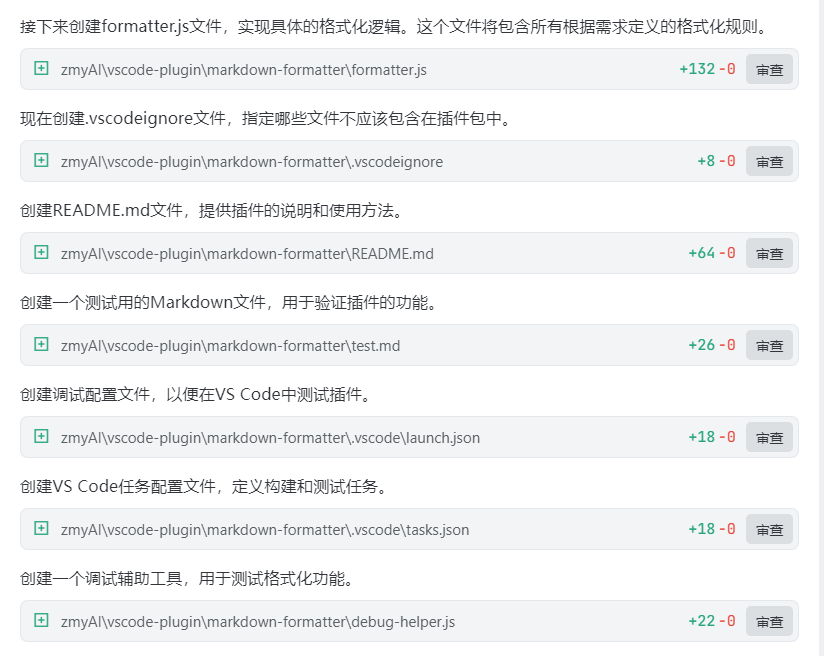 接下来创建formatter.js文件，实现具体的格式化逻辑。这个文件将包含所有根据需求定义的格式化规则。
zmyAI\vscode-plugin\markdown-formatter\formatter.js +132 -0 审查
现在创建.vscodeignore文件，指定哪些文件不应该包含在插件包中。
zmyAI\vscode-plugin\markdown-formatter\.vscodeignore +8 -0 审查
创建README.md文件，提供插件的说明和使用方法。
zmyAI\vscode-plugin\markdown-formatter\README.md +64 -0 审查
创建一个测试用的Markdown文件，用于验证插件的功能。
zmyAI\vscode-plugin\markdown-formatter\test.md +26 -0 审查
创建调试配置文件，以便在VS Code中测试插件。
zmyAI\vscode-plugin\markdown-formatter\.vscode\launch.json +18 -0 审查
创建VS Code任务配置文件，定义构建和测试任务。
zmyAI\vscode-plugin\markdown-formatter\.vscode\tasks.json +18 -0 审查
创建一个调试辅助工具，用于测试格式化功能。
zmyAI\vscode-plugin\markdown-formatter\debug-helper.js +22 -0 审查